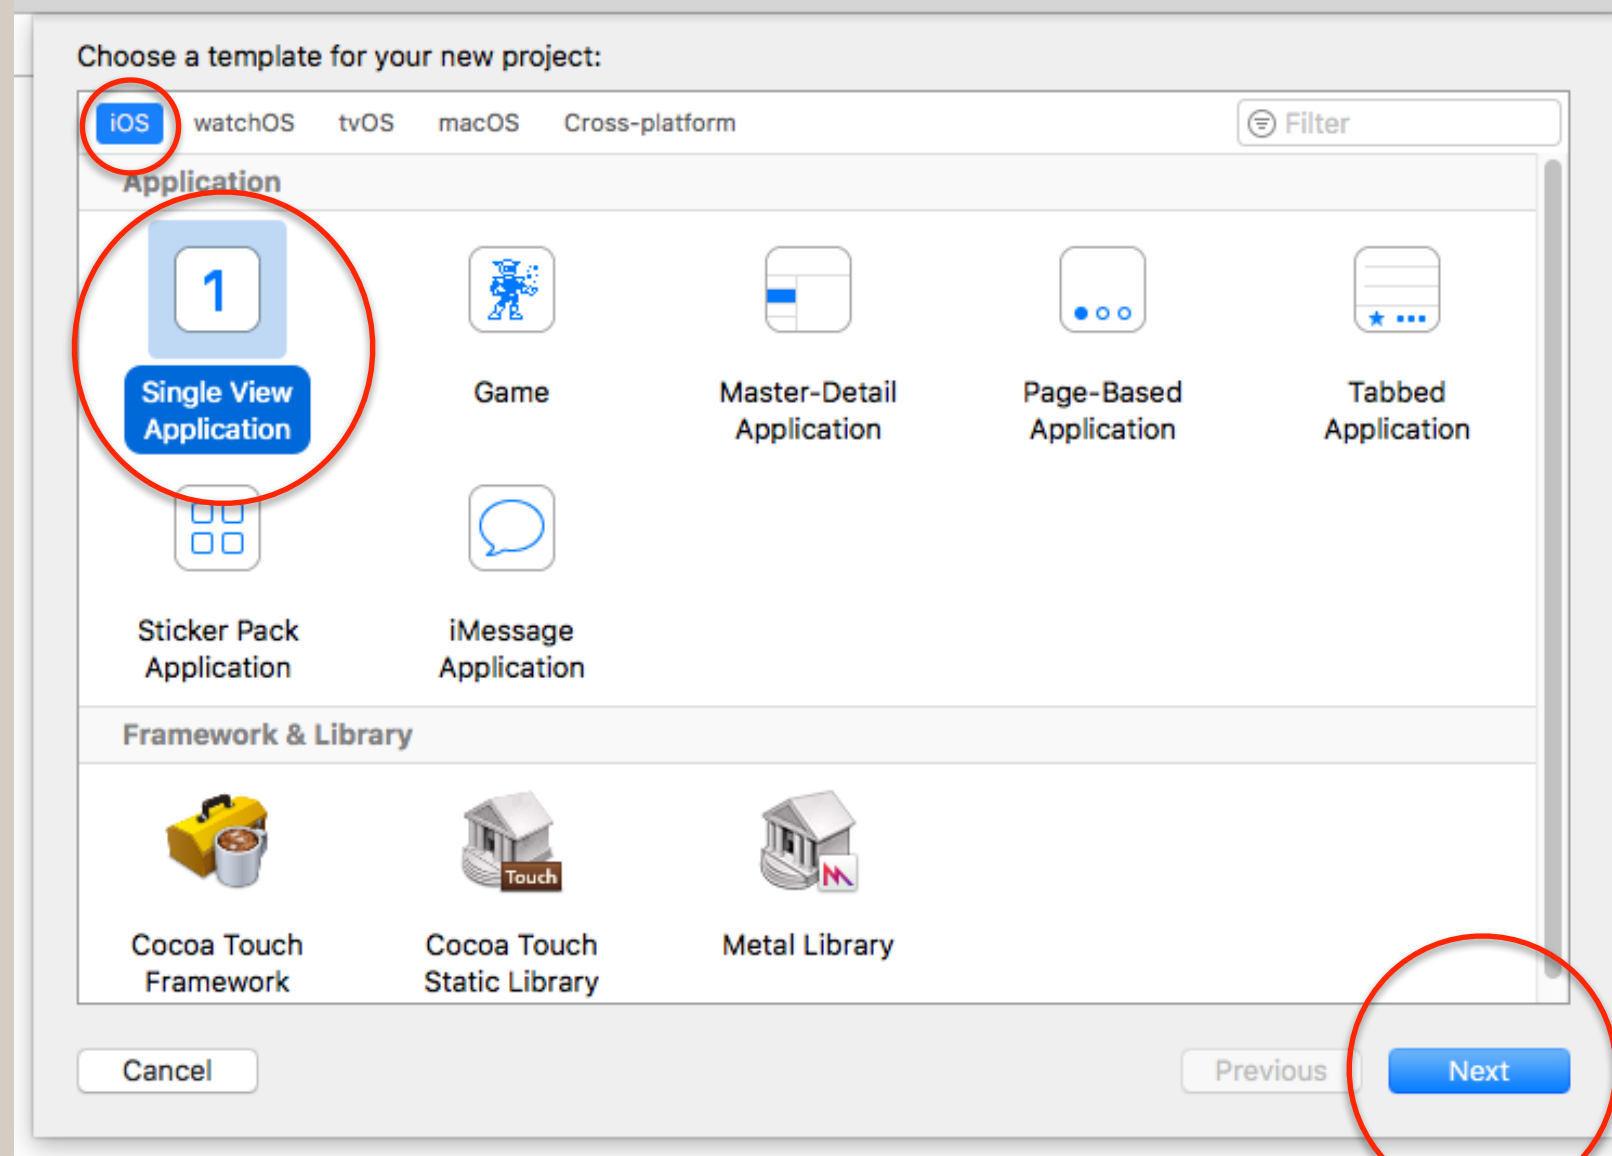 Choose a template for your new project:
iOS watchOS tvOS macOS Cross-platform Filter
Application
1
Single View
Application
Game
Master-Detail
Application
Page-Based
Application
Tabbed
Application
Sticker Pack
Application
iMessage
Application
Framework & Library
Touch
Cocoa Touch
Framework
Cocoa Touch
Static Library
Metal Library
Cancel Previous Next